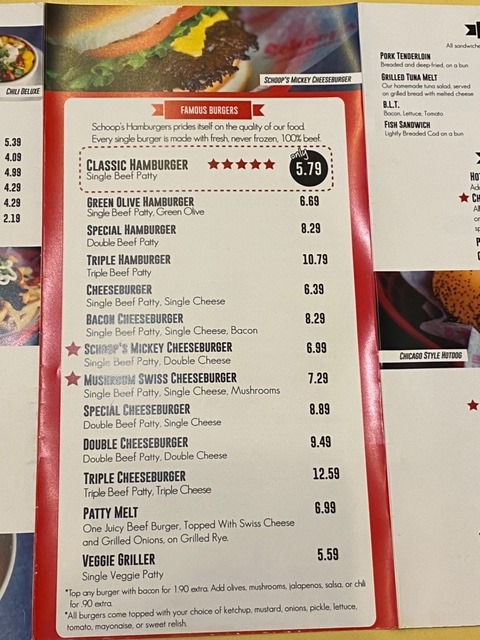 Chili Deluxe
5.39
4.09
4.99
4.29
4.29
2.19
Schoop's Mickey Cheeseburger
Famous Burgers
Schoop's Hamburgers prides itself on the quality of our food.
Every single burger is made with fresh, never frozen, 100% beef.
Classic Hamburger only 5.79
Single Beef Patty
Green Olive Hamburger 6.69
Single Beef Patty, Green Olive
Special Hamburger 8.29
Double Beef Patty
Triple Hamburger 10.79
Triple Beef Patty
Cheeseburger 6.39
Single Beef Patty, Single Cheese
Bacon Cheeseburger 8.29
Single Beef Patty, Single Cheese, Bacon
Schoop's Mickey Cheeseburger 6.99
Single Beef Patty, Double Cheese
Mushroom Swiss Cheeseburger 7.29
Single Beef Patty, Single Cheese, Mushrooms
Special Cheeseburger 8.89
Double Beef Patty, Single Cheese
Double Cheeseburger 9.49
Double Beef Patty, Double Cheese
Triple Cheeseburger 12.59
Triple Beef Patty, Triple Cheese
Patty Melt 6.99
One Juicy Beef Burger, Topped With Swiss Cheese
and Grilled Onions, on Grilled Rye.
Veggie Griller 5.59
Single Veggie Patty
*Top any burger with bacon for 1.90 extra. Add olives, mushrooms, jalapenos, salsa, or chili
for .90 extra.
*All burgers come topped with your choice of ketchup, mustard, onions, pickle, lettuce,
tomato, mayonaise, or sweet relish.
All sandwiche
Pork Tenderloin
Breaded and deep-fried, on a bun
Grilled Tuna Melt
Our homemade tuna salad, served
on grilled bread with melted cheese
B.L.T.
Bacon, Lettuce, Tomato
Fish Sandwich
Lightly Breaded Cod on a bun
Chicago Style Hotdog